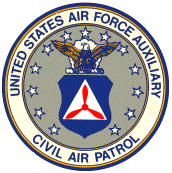 UNITED STATES AIR FORCE AUXILIARY
CIVIL AIR PATROL